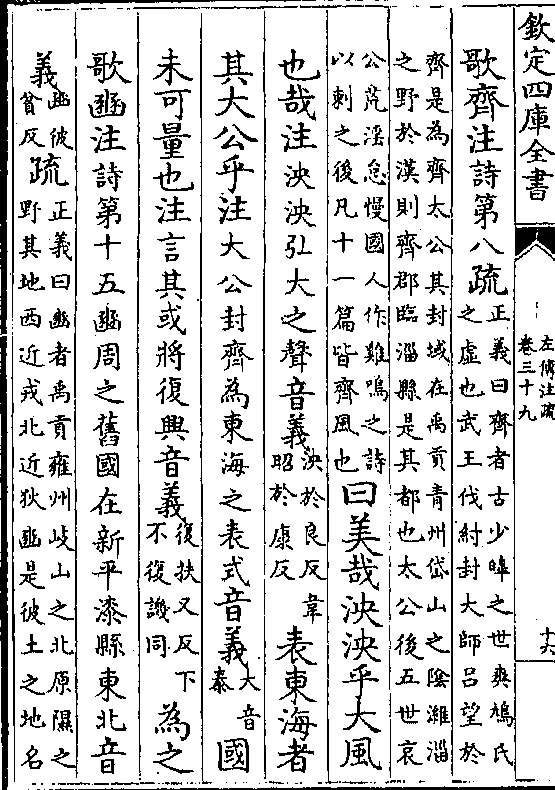 欽定四庫全書
左傳注疏
卷三十九
十六
歌齊注詩第八疏
正義曰齊者古少皞之世爽鳩氏
之虛也武王伐紂封大師呂望於
齊是為齊太公其封域在禹貢青州岱山之陰濰淄
之野於漢則齊郡臨淄縣是其都也太公後五世哀
公荒淫怠慢國人作雞鳴之詩
以刺之後凡十一篇皆齊風也
曰美哉泱泱乎大風
也哉注泱泱弘大之聲音義
泱於良反韋
昭於康反
表東海者
其大公乎注大公封齊為東海之表式音義
大音
泰
國
未可量也注言其或將復興音義
復扶又反下
不復譏同
為之
歌豳注詩第十五豳周之舊國在新平漆縣東北音
義
豳彼
貧反
疏
正義曰豳者禹貢雍州岐山之北原隰之
野其地西近戎北近狄豳是彼土之地名